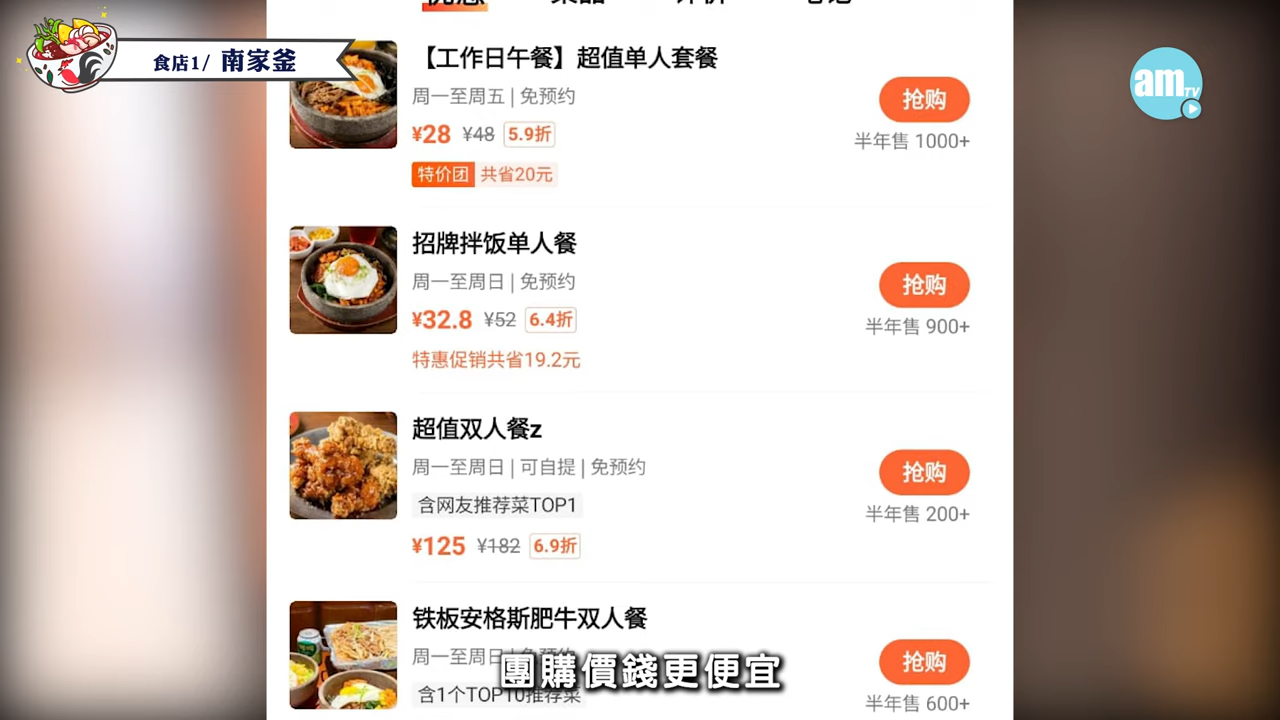 食店1/ 南家釜
amTV
【工作日午餐】超值单人套餐
周一至周五 | 免预约
¥28 ¥48 5.9折
特价团 共省20元
抢购
半年售 1000+
招牌拌饭单人餐
周一至周日 | 免预约
¥32.8 ¥52 6.4折
特惠促销共省19.2元
抢购
半年售 900+
超值双人餐z
周一至周日 | 可自提 | 免预约
含网友推荐菜TOP1
¥125 ¥182 6.9折
抢购
半年售 200+
铁板安格斯肥牛双人餐
周一至周日 | 免预约
含1个TOP10推荐菜
抢购
半年售 600+
團購價錢更便宜